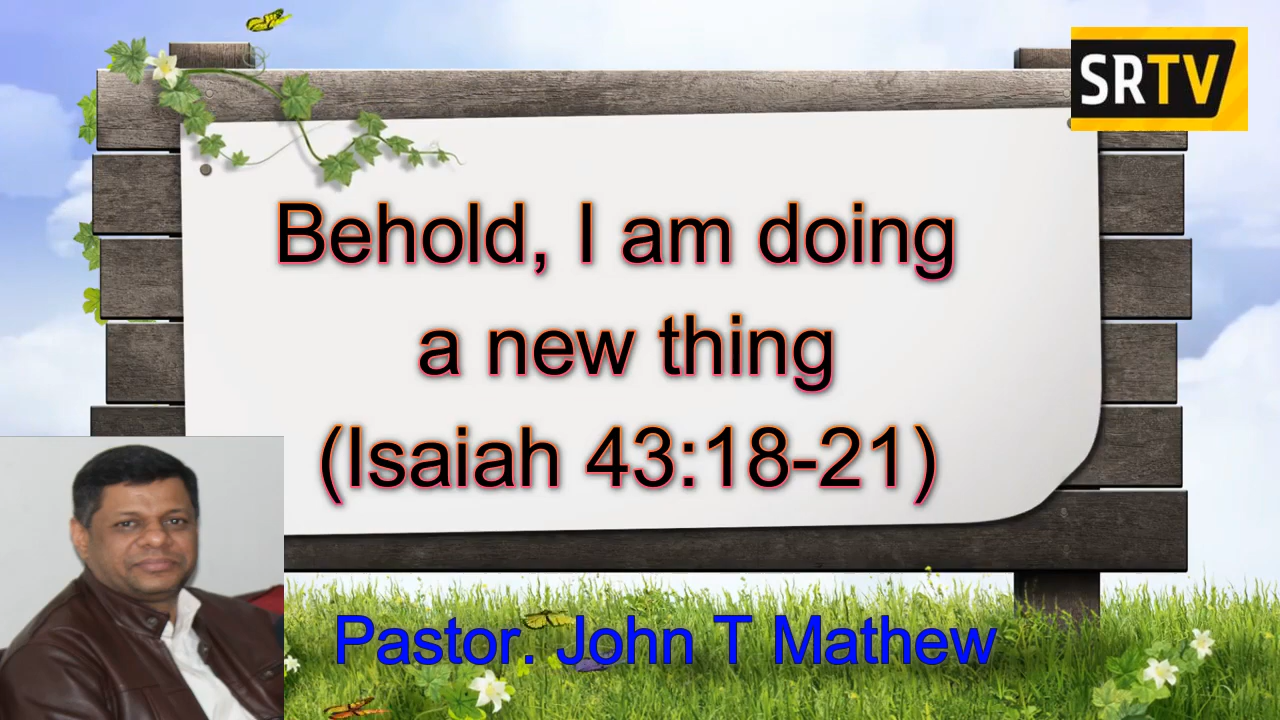 SRTV
Behold, I am doing
a new thing
(Isaiah 43:18-21)
Pastor. John T Mathew